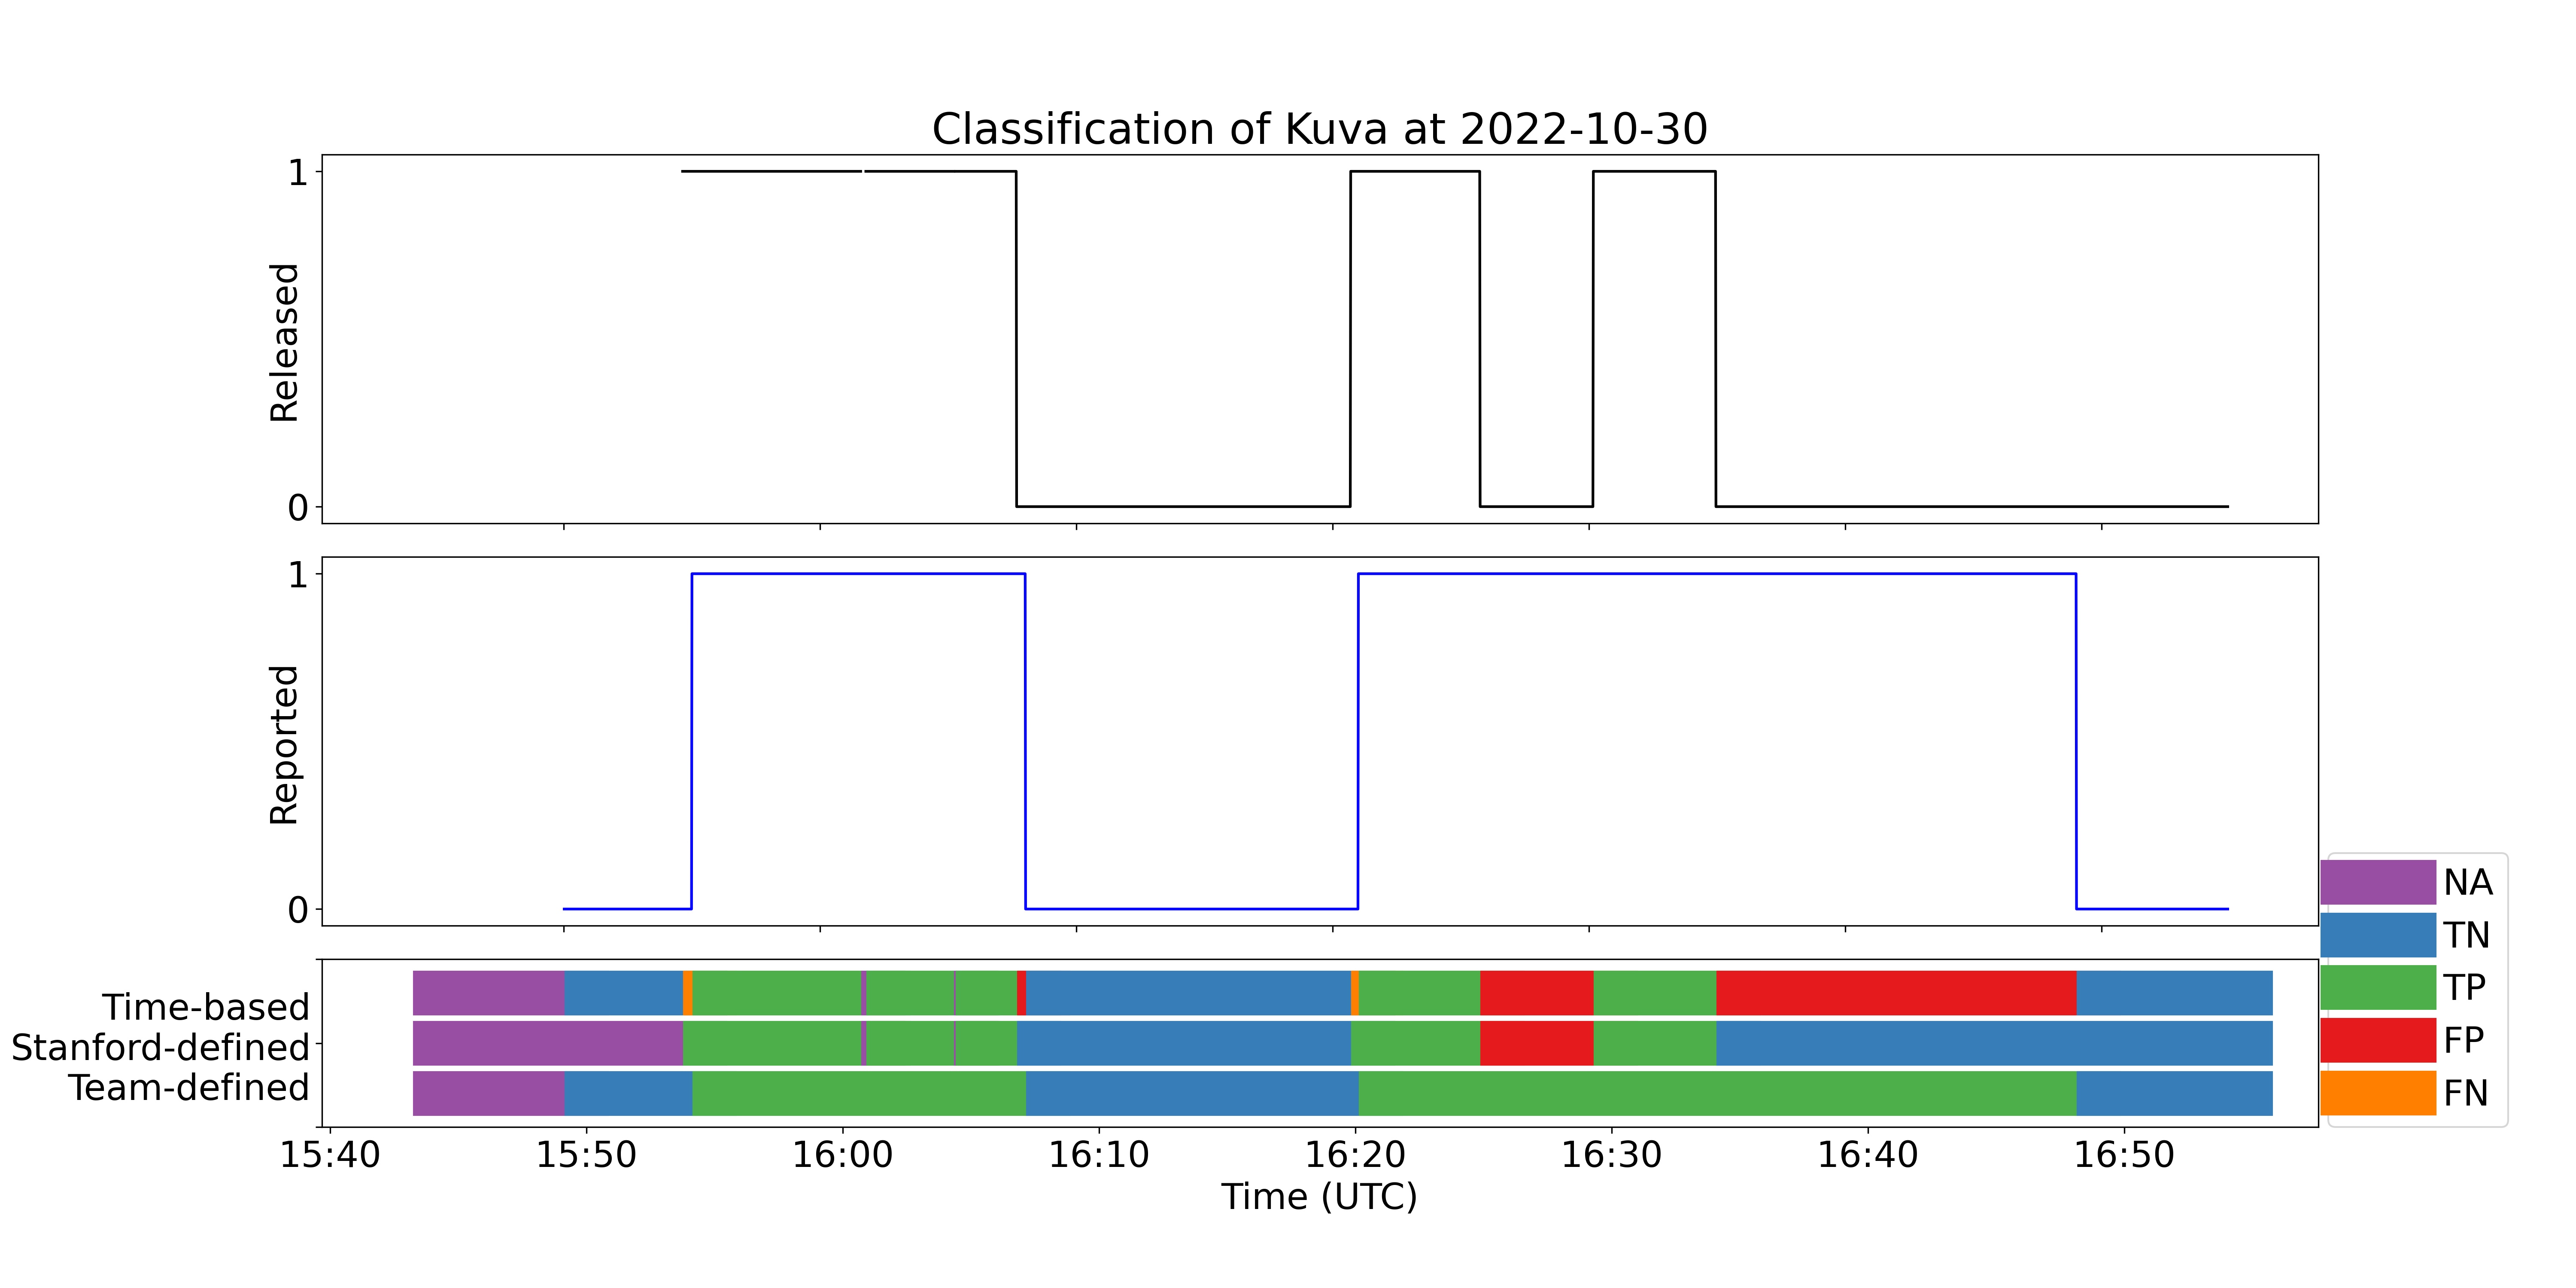 Classification of Kuva at 2022-10-30
1
Released
0
1
Reported
0
NA
TN
TP
FP
FN
Time-based
Stanford-defined
Team-defined
15:40 15:50 16:00 16:10 16:20 16:30 16:40 16:50
Time (UTC)